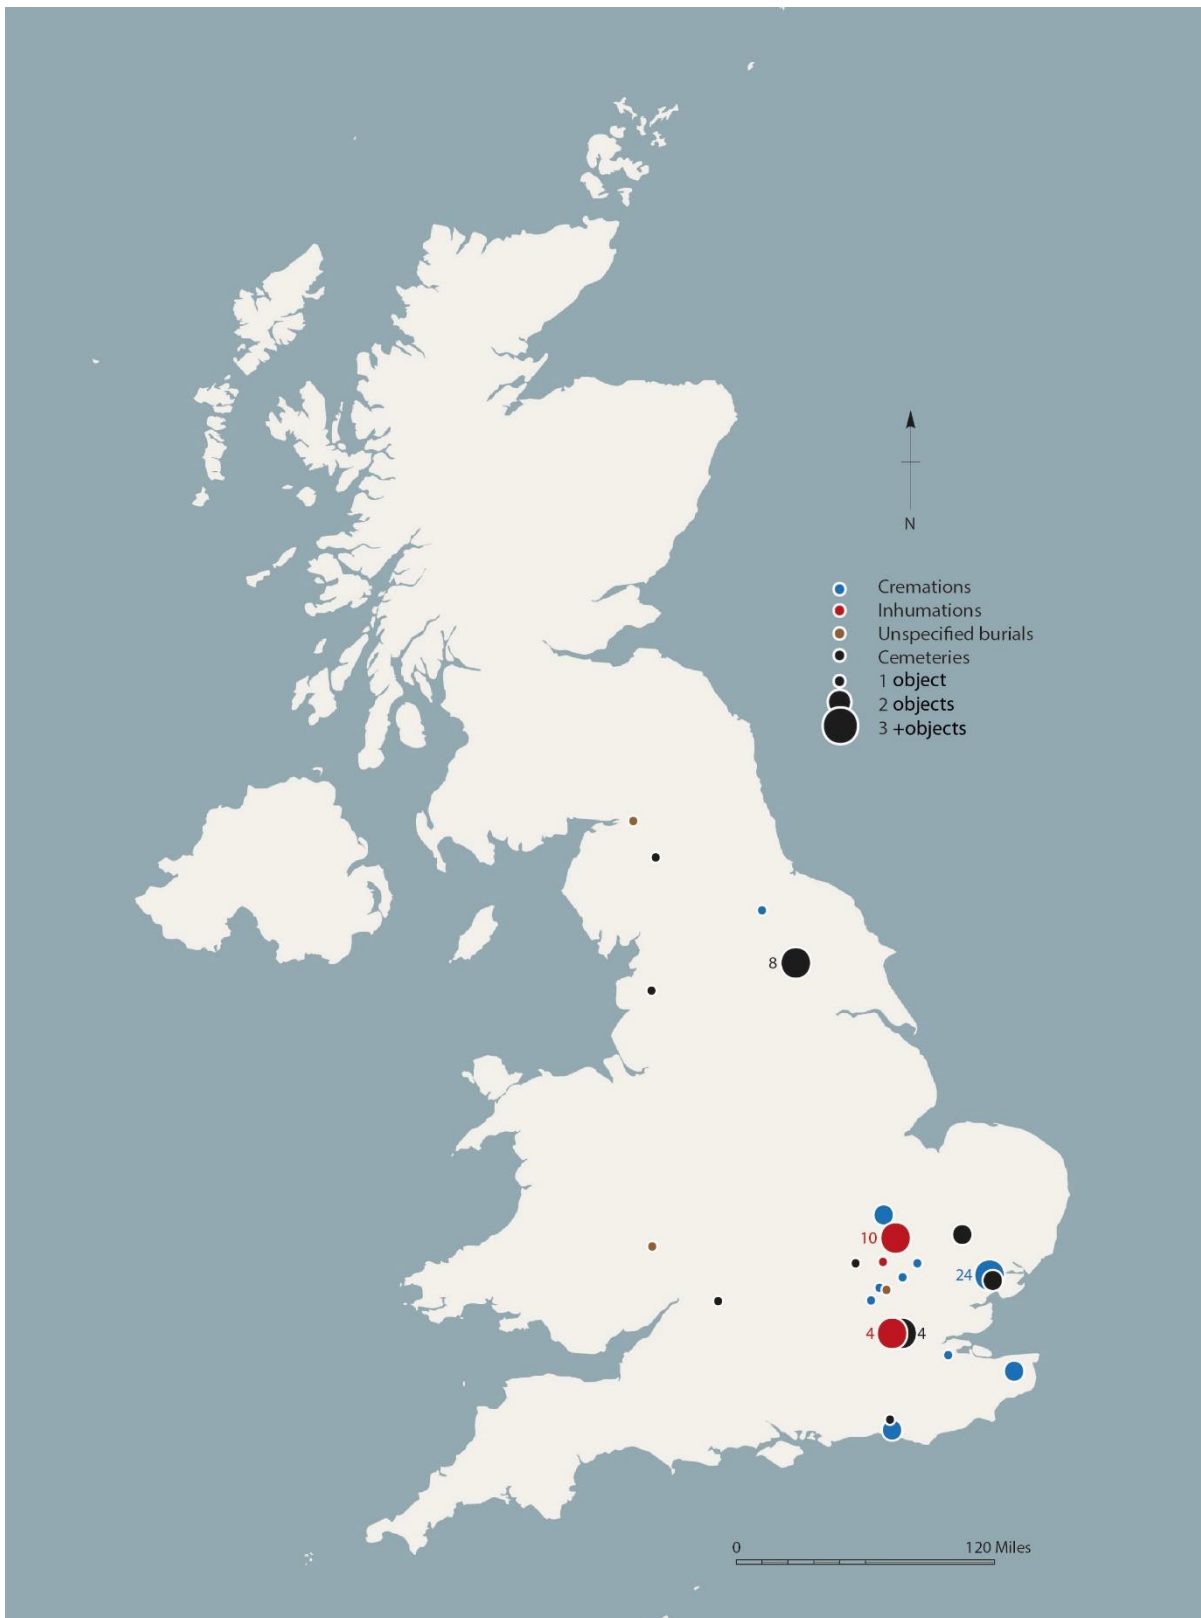 N
Cremations
Inhumations
Unspecified burials
Cemeteries
1 object
2 objects
3 +objects
8
10
24
4
4
0
120 Miles